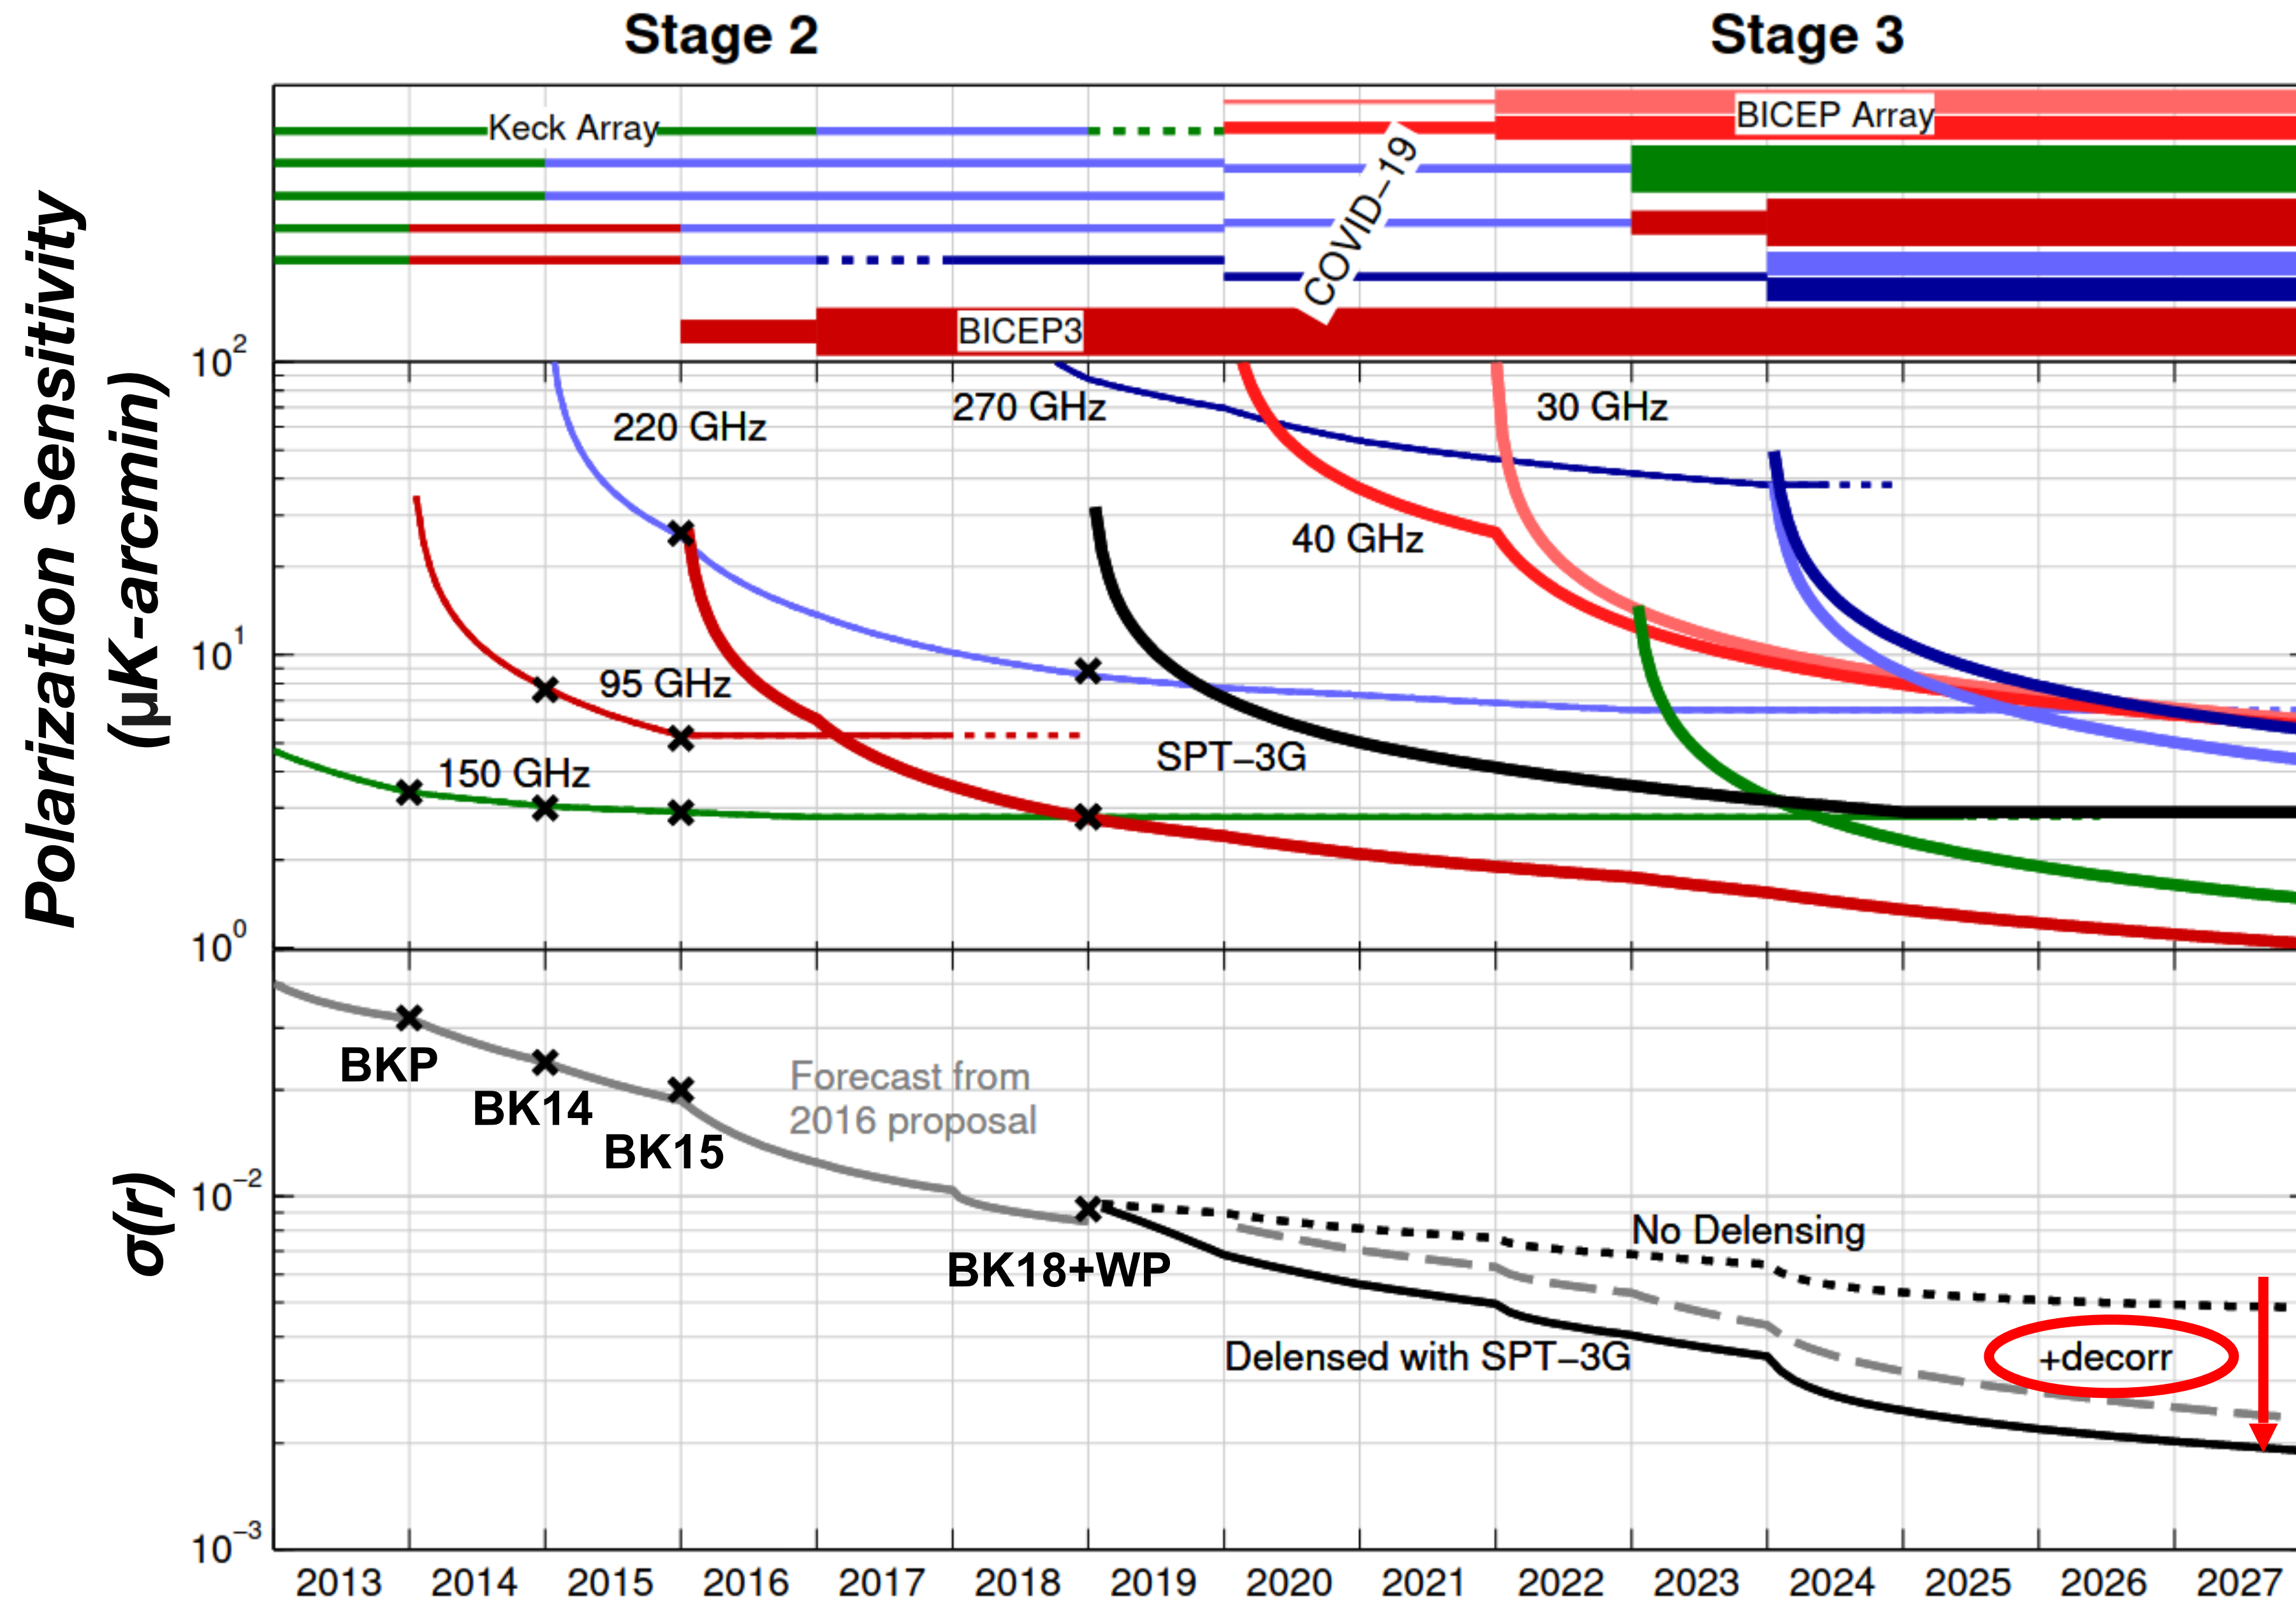 Stage 2
Stage 3
Keck Array
BICEP Array
COVID−19
BICEP3
Polarization Sensitivity
(μK-arcmin)
10²
220 GHz
270 GHz
30 GHz
40 GHz
10¹
95 GHz
150 GHz
SPT−3G
10⁰
BKP
BK14
BK15
Forecast from
2016 proposal
σ(r)
10⁻²
BK18+WP
No Delensing
Delensed with SPT−3G
+decorr
10⁻³
2013 2014 2015 2016 2017 2018 2019 2020 2021 2022 2023 2024 2025 2026 2027